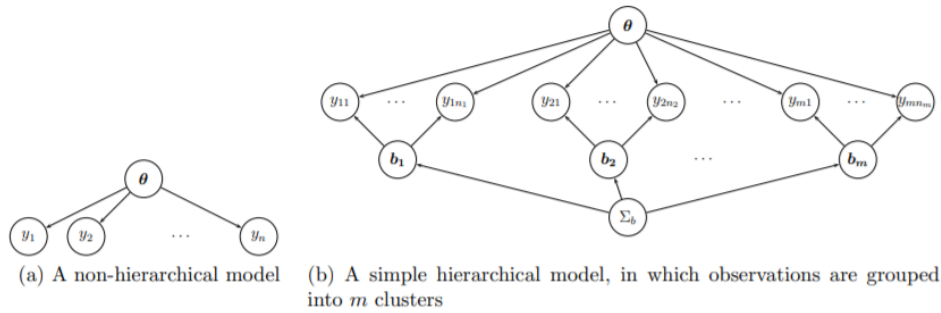 θ
y11 ... y1n1 y21 ... y2n2 ... ym1 ... ymnm
b1 b2 ... bm
Σb
θ
y1 y2 ... yn
(a) A non-hierarchical model
(b) A simple hierarchical model, in which observations are grouped
into m clusters